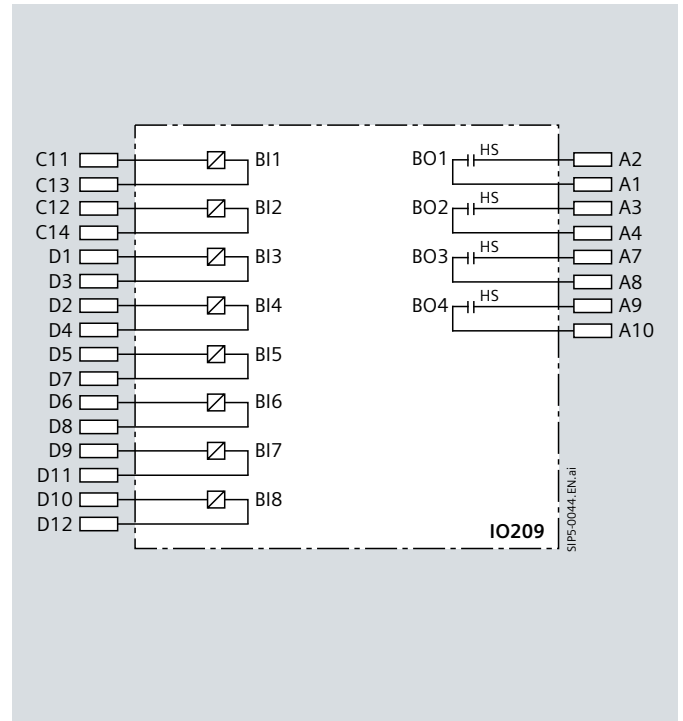 C11 BI1 BO1 HS A2
C13 A1
C12 BI2 BO2 HS A3
C14 A4
D1 BI3 BO3 HS A7
D3 A8
D2 BI4 BO4 HS A9
D4 A10
D5 BI5
D7
D6 BI6
D8
D9 BI7
D11
D10 BI8
D12
IO209
SIP5-0044.EN.ai